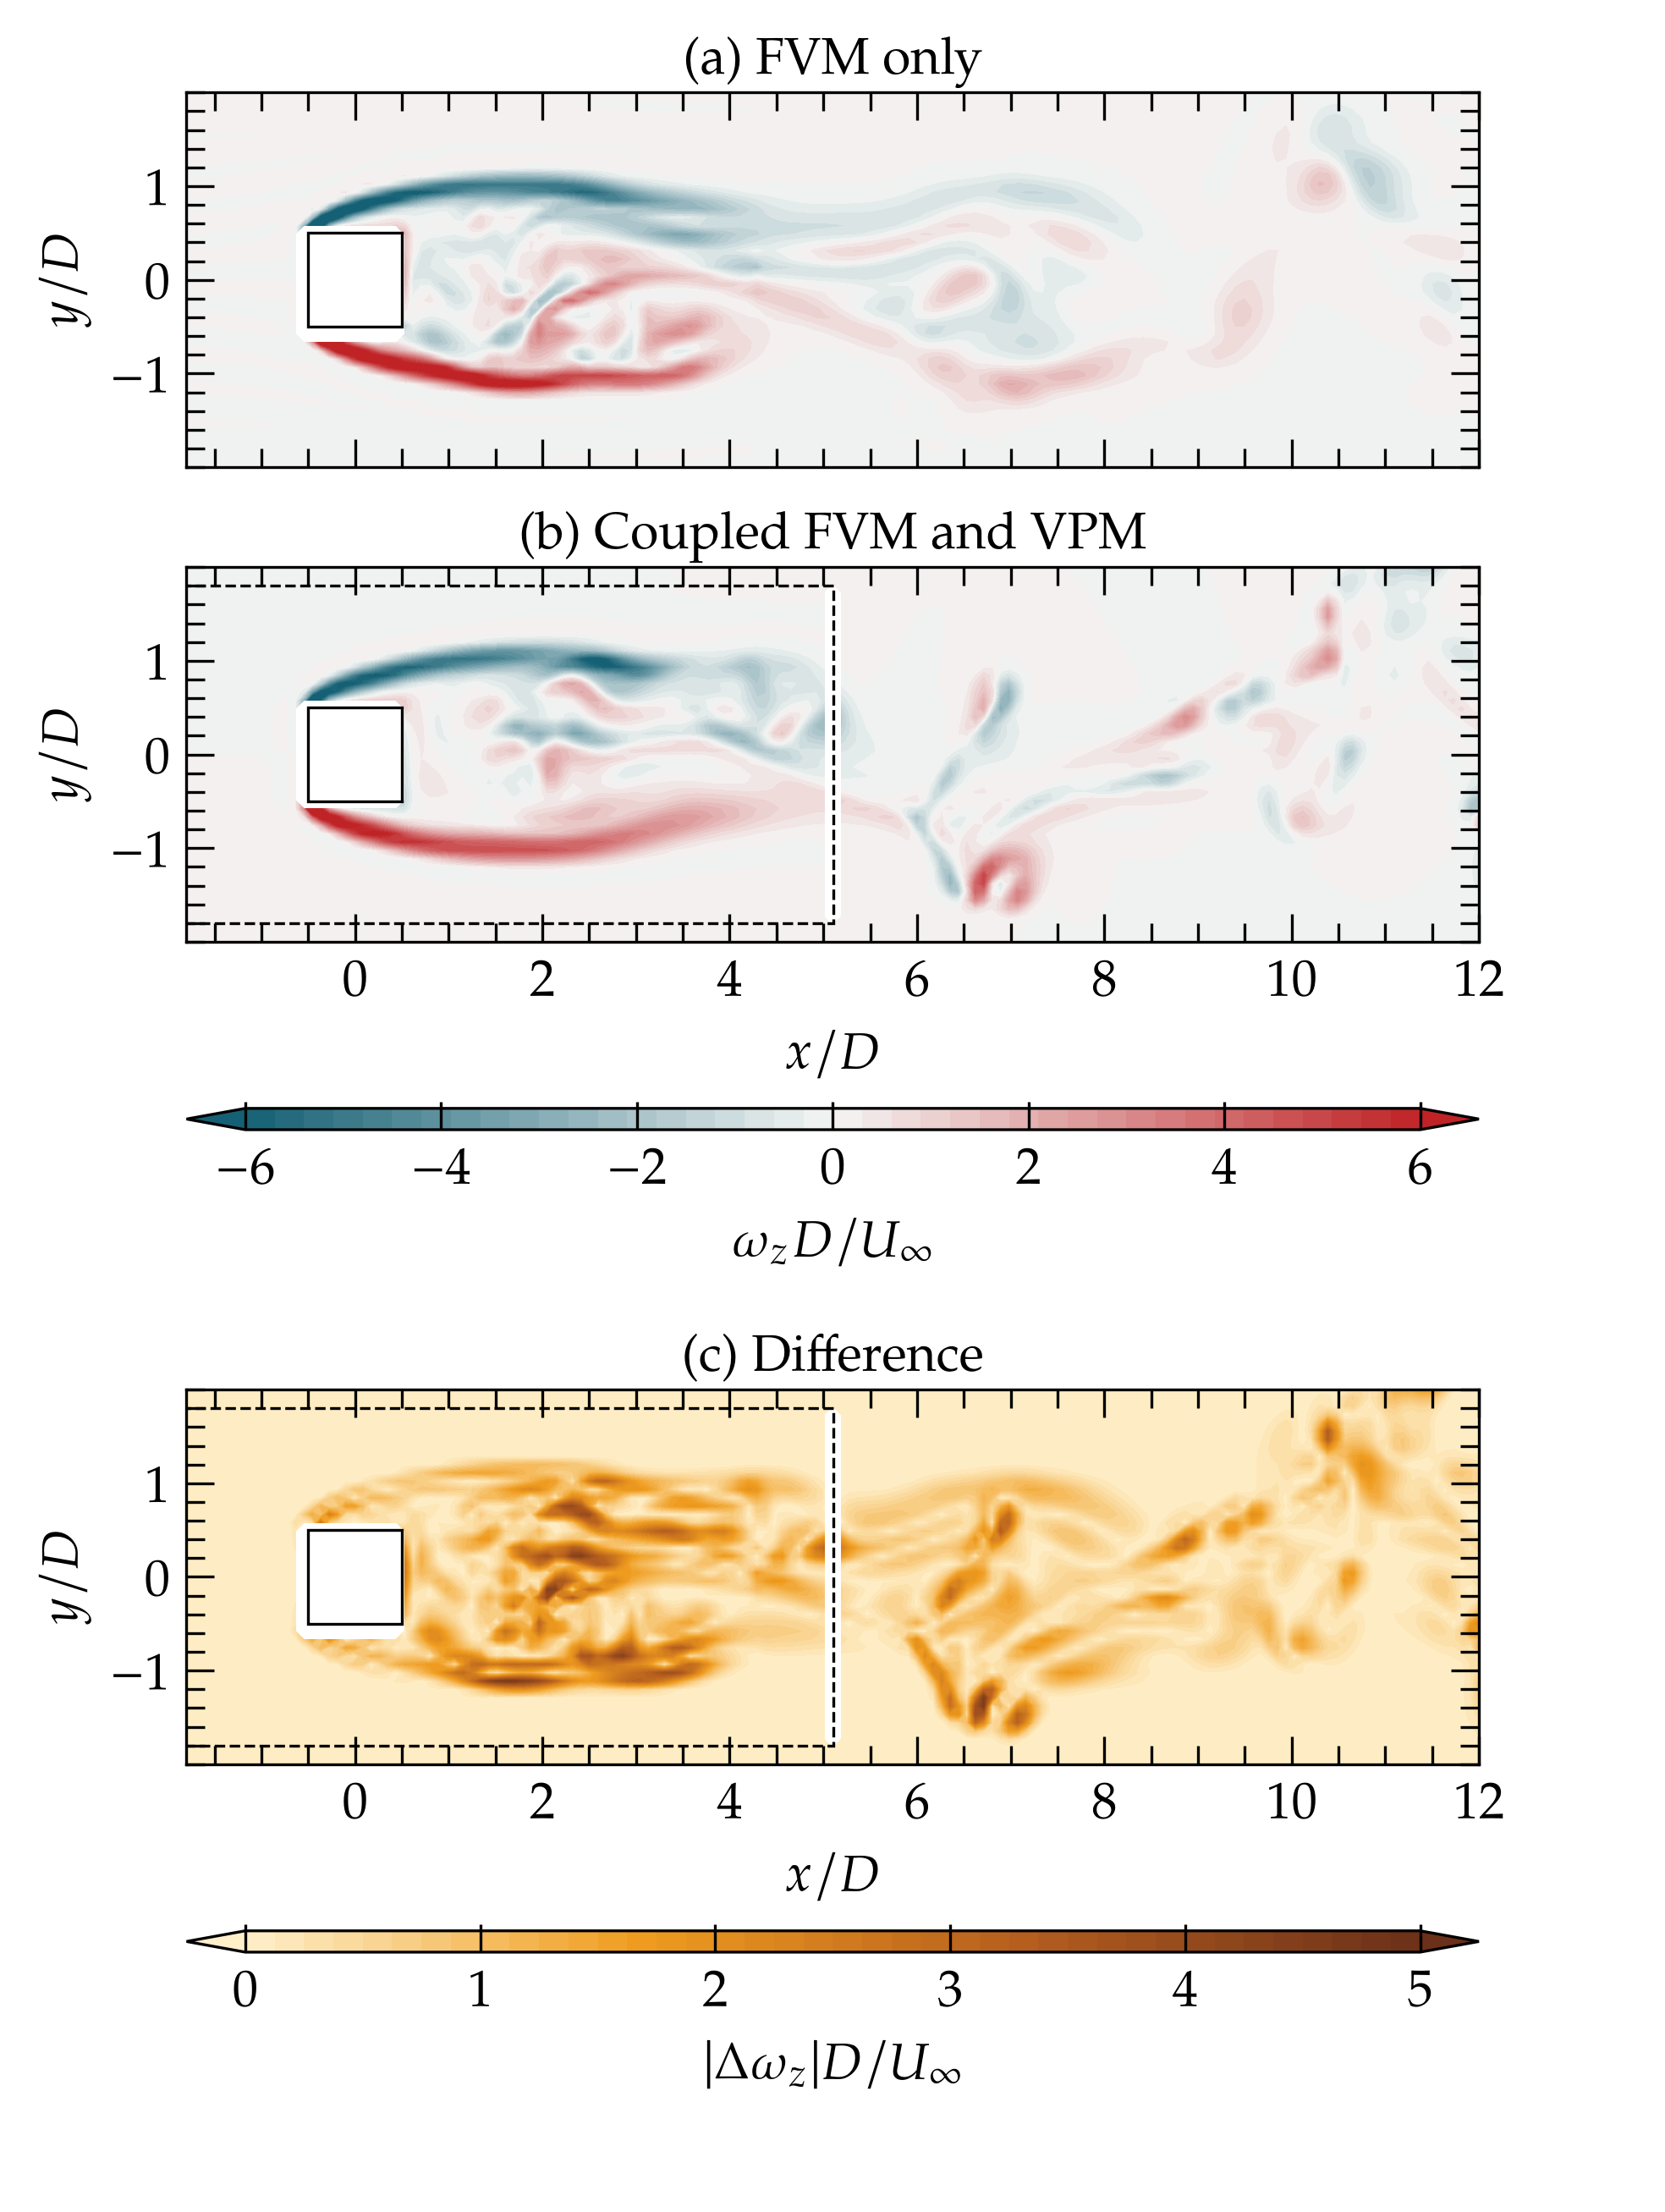 (a) FVM only
1
0
−1
y/D
(b) Coupled FVM and VPM
1
0
−1
y/D
0 2 4 6 8 10 12
x/D
−6 −4 −2 0 2 4 6
ω_z D/U_∞
(c) Difference
1
0
−1
y/D
0 2 4 6 8 10 12
x/D
0 1 2 3 4 5
|Δω_z|D/U_∞